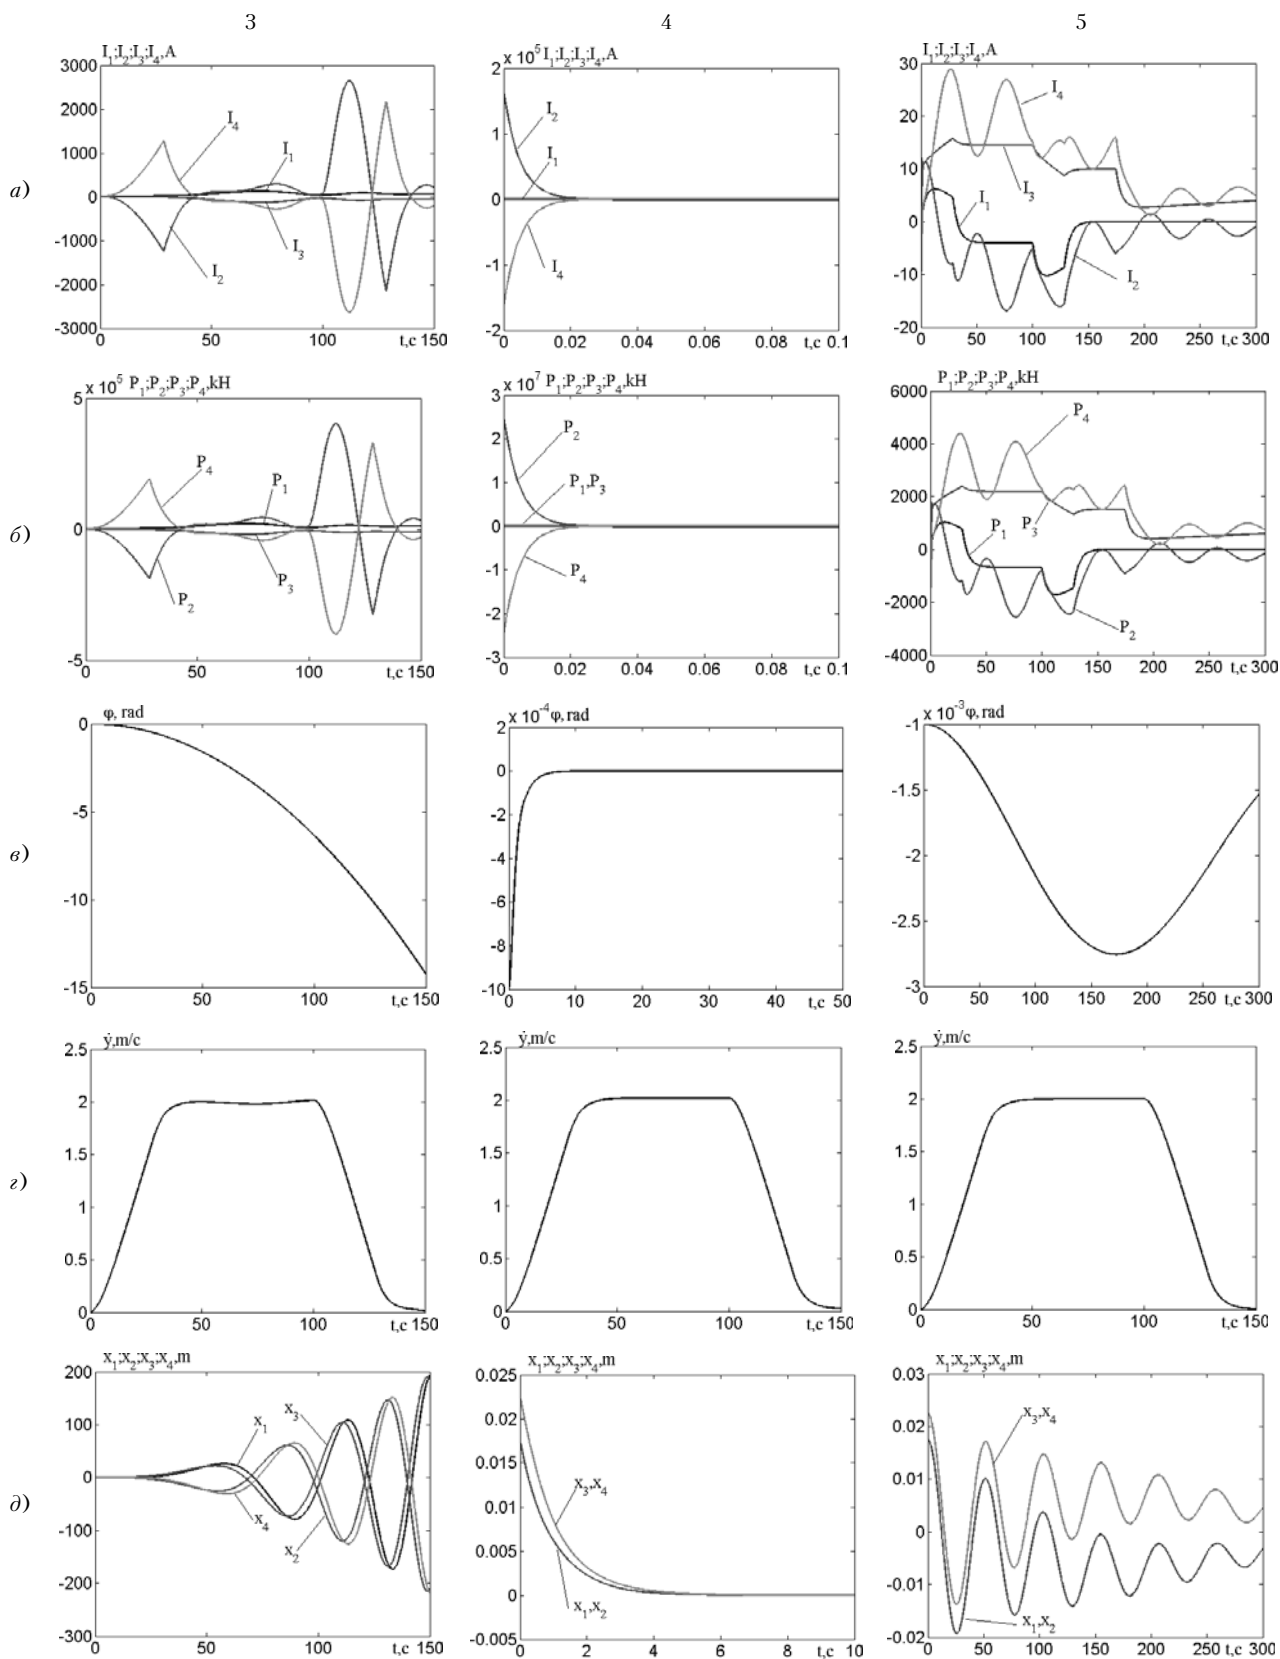 3 4 5
а)
I₁;I₂;I₃;I₄,A
3000
2000
1000
0
-1000
-2000
-3000
0 50 100 t,c 150
I₄
I₁
I₃
I₂
x 10⁵ I₁;I₂;I₃;I₄,A
2
1
0
-1
-2
0 0.02 0.04 0.06 0.08 t,c 0.1
I₂
I₁
I₄
I₁;I₂;I₃;I₄,A
30
20
10
0
-10
-20
0 50 100 150 200 250 t,c 300
I₄
I₃
I₁
I₂
б)
x 10⁵ P₁;P₂;P₃;P₄,kH
5
0
-5
0 50 100 t,c 150
P₄
P₁
P₃
P₂
x 10⁷ P₁;P₂;P₃;P₄,kH
3
2
1
0
-1
-2
-3
0 0.02 0.04 0.06 0.08 t,c 0.1
P₂
P₁,P₃
P₄
P₁;P₂;P₃;P₄,kH
6000
4000
2000
0
-2000
-4000
0 50 100 150 200 250 t,c 300
P₄
P₁
P₃
P₂
в)
φ, rad
0
-5
-10
-15
0 50 100 t,c 150
x 10⁻⁴ φ, rad
2
0
-2
-4
-6
-8
-10
0 10 20 30 40 t,c 50
x 10⁻³ φ, rad
-1
-1.5
-2
-2.5
-3
0 50 100 150 200 250 t,c 300
г)
ẏ,m/c
2.5
2
1.5
1
0.5
0
0 50 100 t,c 150
ẏ,m/c
2.5
2
1.5
1
0.5
0
0 50 100 t,c 150
ẏ,m/c
2.5
2
1.5
1
0.5
0
0 50 100 t,c 150
д)
x₁;x₂;x₃;x₄,m
200
100
0
-100
-200
-300
0 50 100 t,c 150
x₁
x₃
x₄
x₂
x₁;x₂;x₃;x₄,m
0.025
0.02
0.015
0.01
0.005
0
-0.005
0 2 4 6 8 t,c 10
x₃,x₄
x₁,x₂
x₁;x₂;x₃;x₄,m
0.03
0.02
0.01
0
-0.01
-0.02
0 50 100 150 200 250 t,c 300
x₃,x₄
x₁,x₂